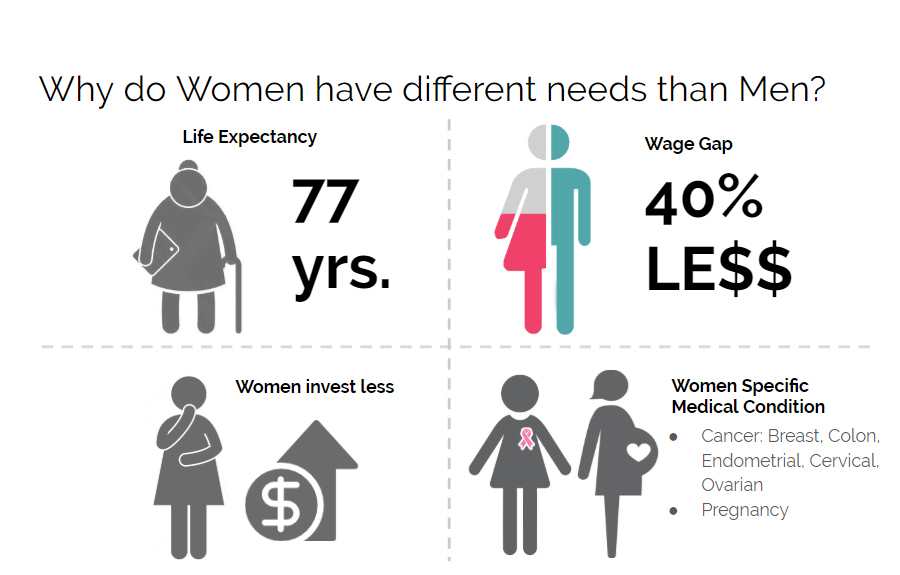 Why do Women have different needs than Men?
Life Expectancy
77
yrs.
Wage Gap
40%
LE$$
Women invest less
$
Women Specific
Medical Condition
● Cancer: Breast, Colon,
Endometrial, Cervical,
Ovarian
● Pregnancy